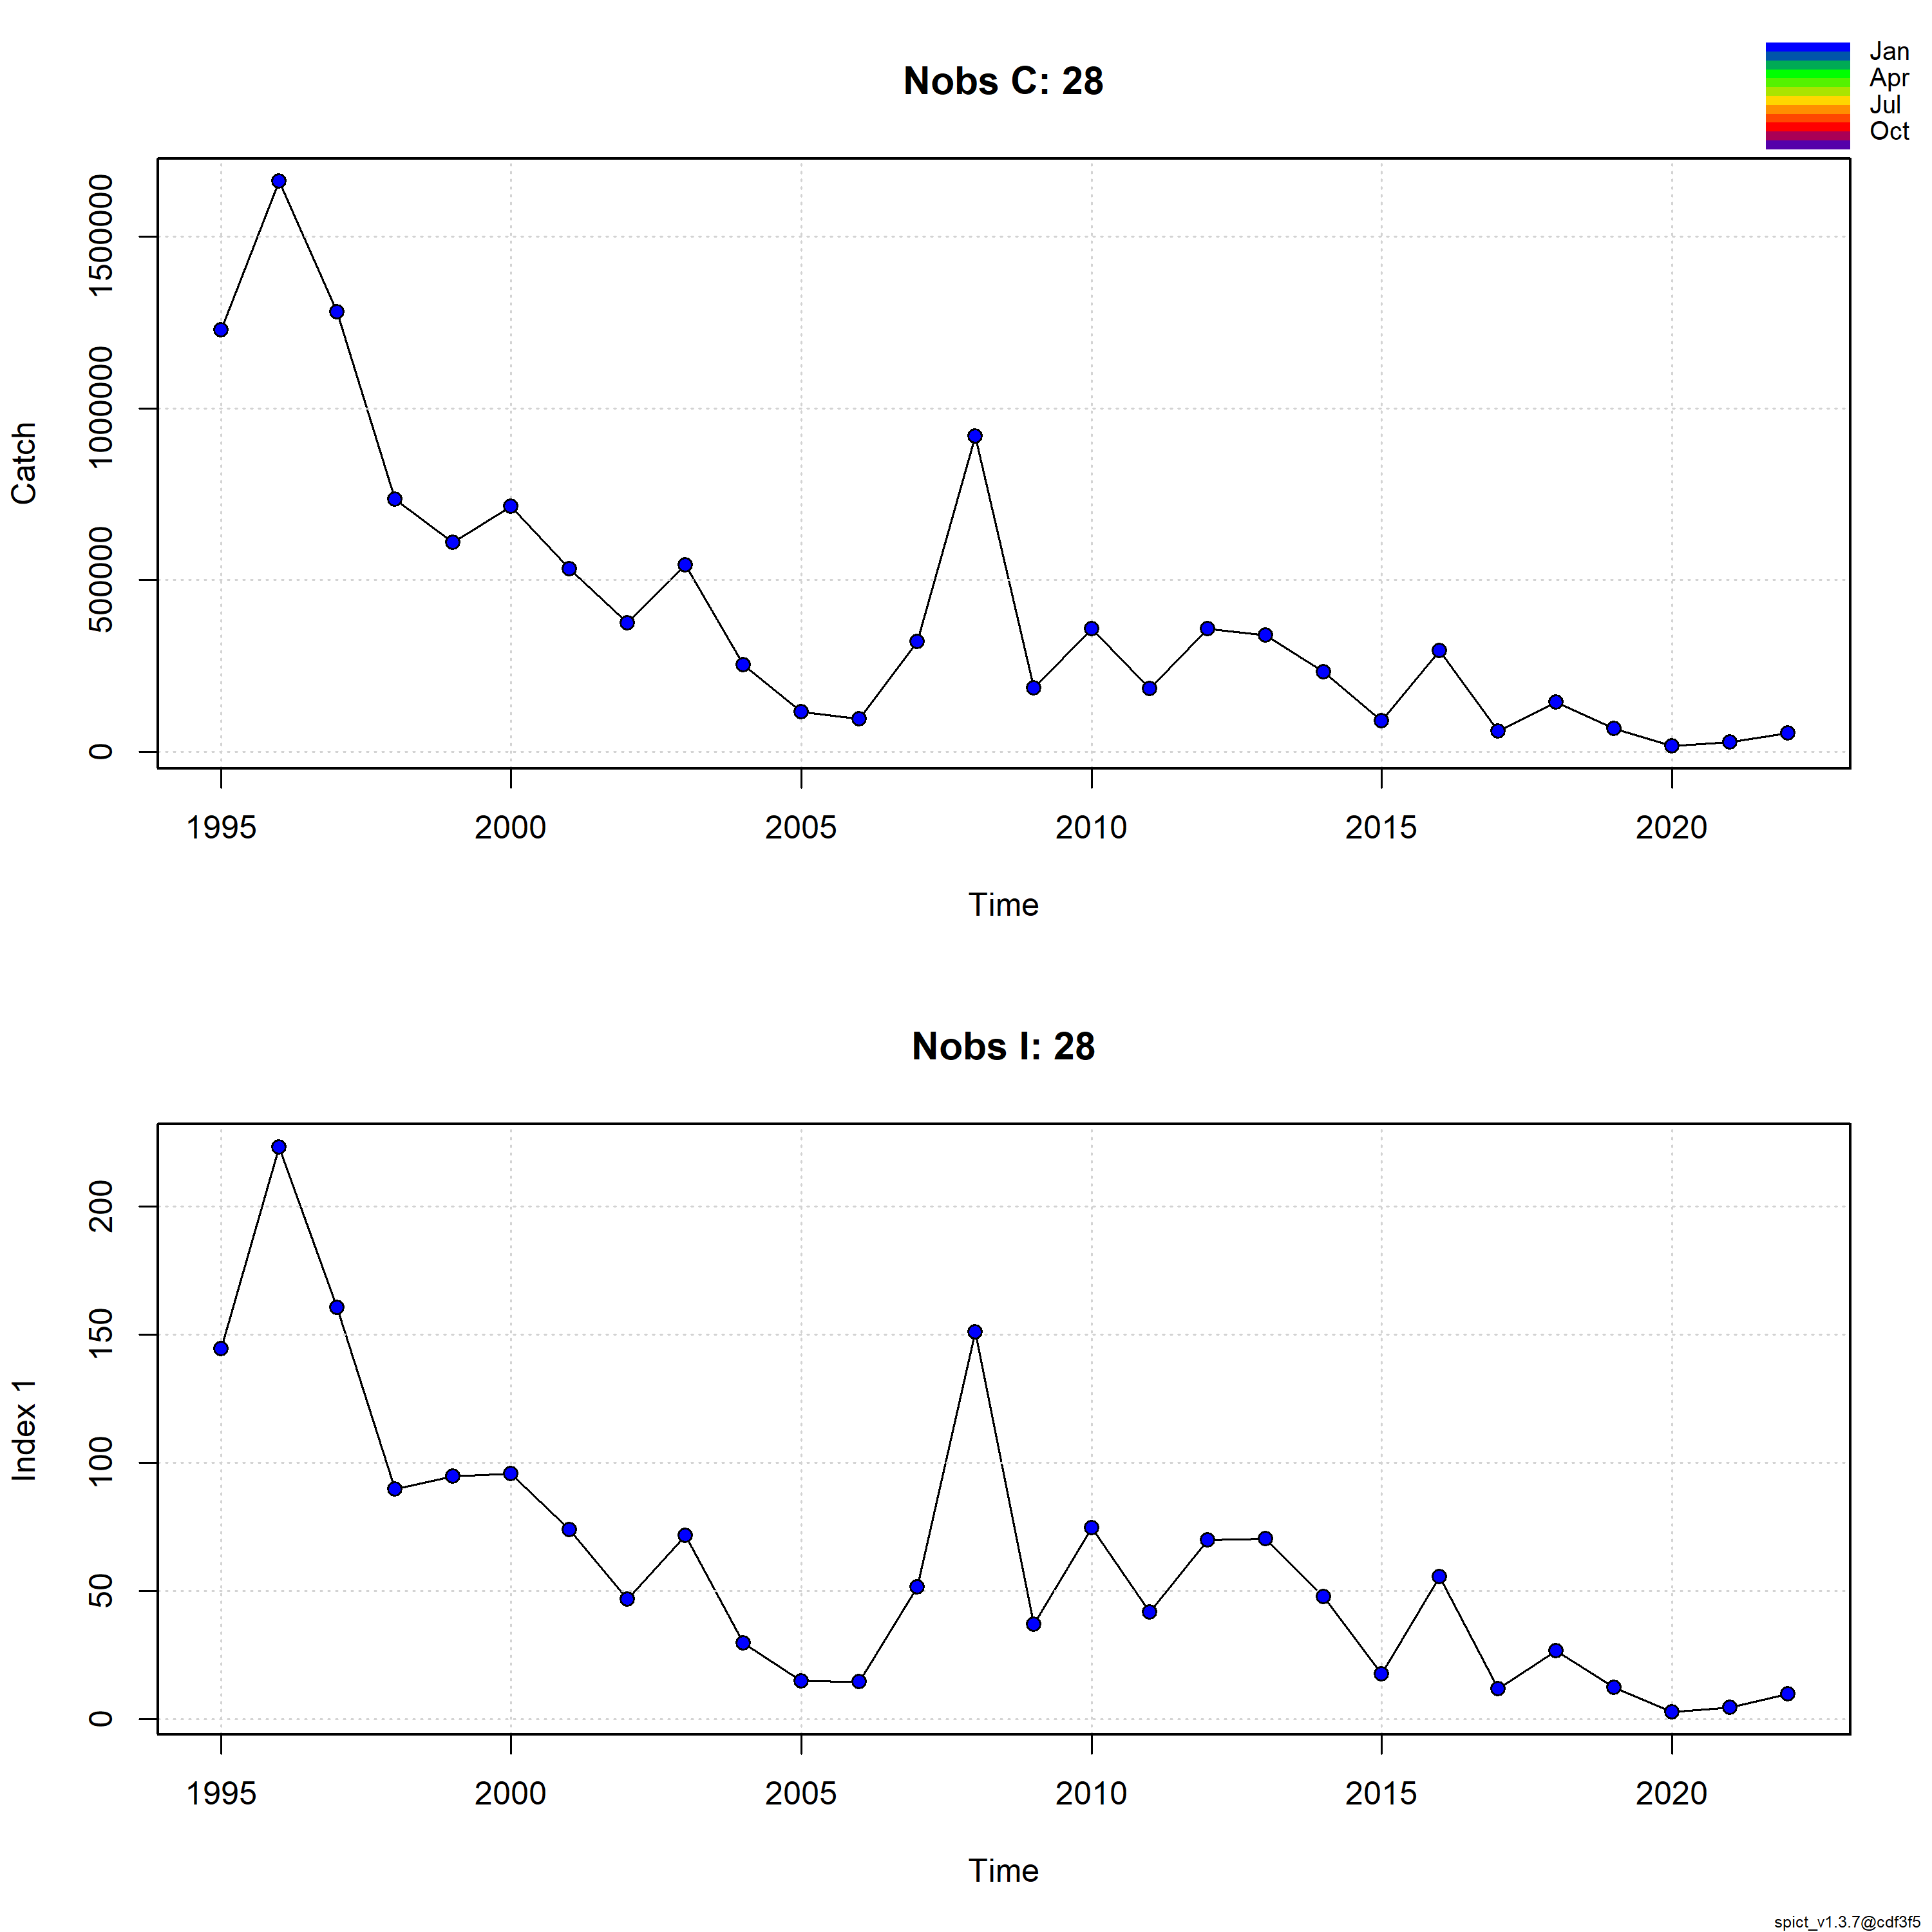 Nobs C: 28
Jan
Apr
Jul
Oct
Catch
1500000
1000000
500000
0
1995 2000 2005 2010 2015 2020
Time
Nobs I: 28
Index 1
200
150
100
50
0
1995 2000 2005 2010 2015 2020
Time
spict_v1.3.7@cdf3f5